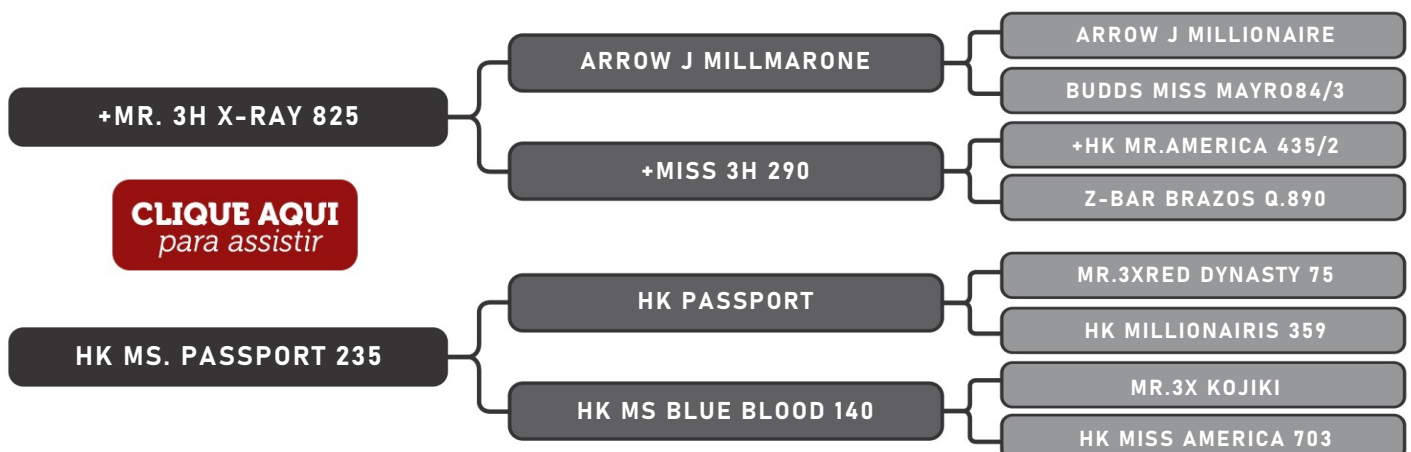 +MR. 3H X-RAY 825
ARROW J MILLMARONE
ARROW J MILLIONAIRE
BUDDS MISS MAYRO84/3
+MISS 3H 290
+HK MR.AMERICA 435/2
Z-BAR BRAZOS Q.890
CLIQUE AQUI
para assistir
HK MS. PASSPORT 235
HK PASSPORT
MR.3XRED DYNASTY 75
HK MILLIONAIRIS 359
HK MS BLUE BLOOD 140
MR.3X KOJIKI
HK MISS AMERICA 703